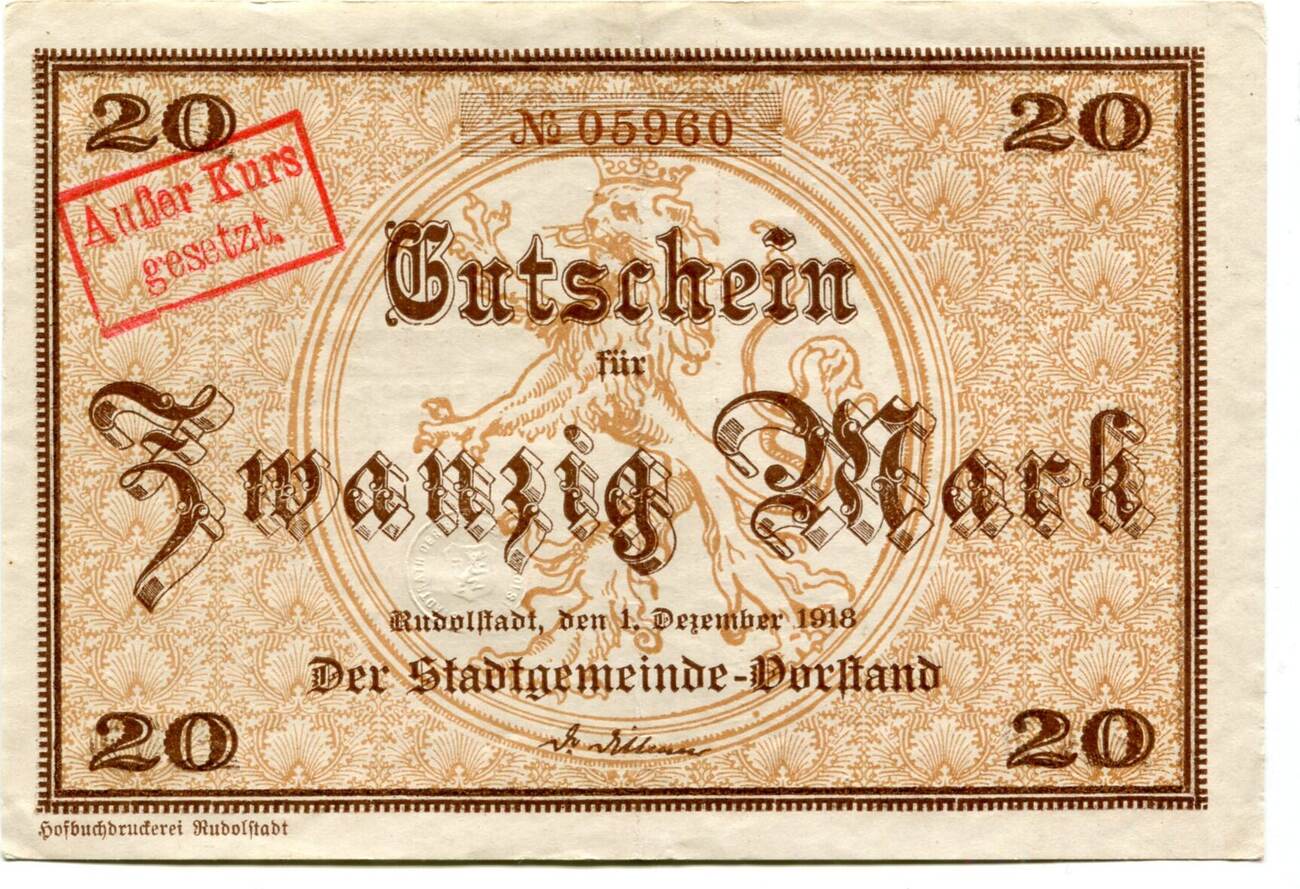 20
№ 05960
20
Außer Kurs
gesetzt.
Gutschein
für
Zwanzig Mark
Rudolstadt, den 1. Dezember 1918
Der Stadtgemeinde-Vorstand
20
20
Hofbuchdruckerei Rudolstadt